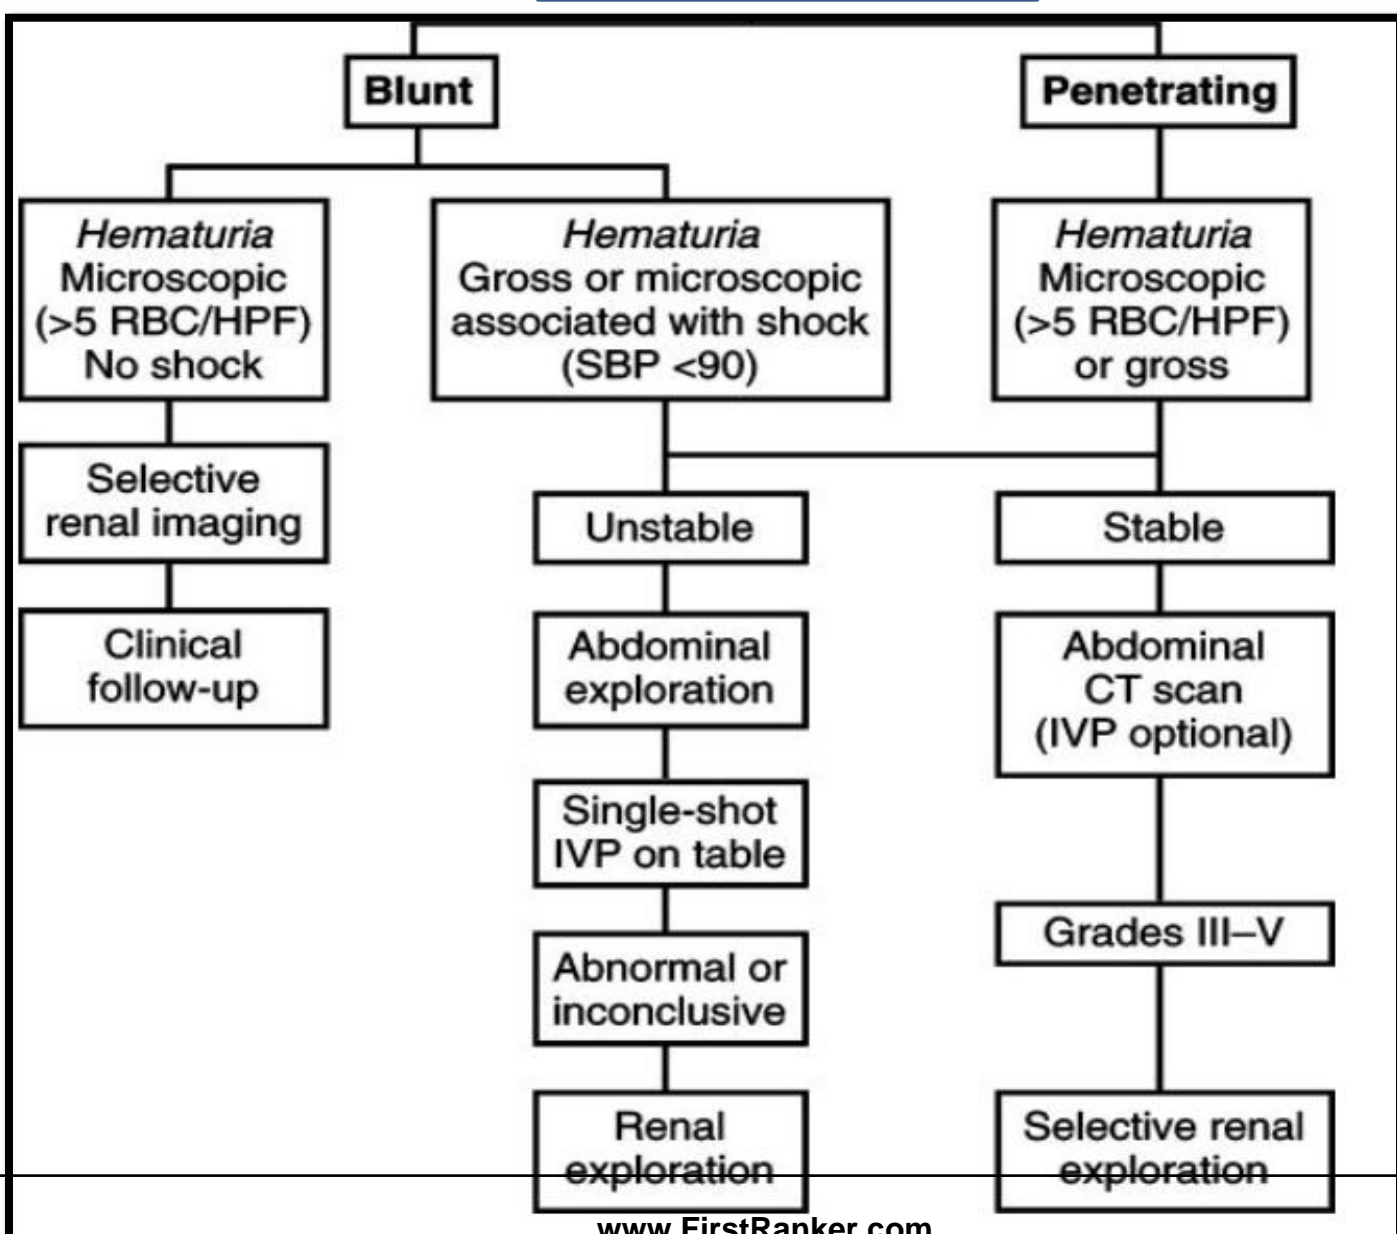 Blunt
Penetrating
Hematuria
Microscopic
(>5 RBC/HPF)
No shock
Hematuria
Gross or microscopic
associated with shock
(SBP <90)
Hematuria
Microscopic
(>5 RBC/HPF)
or gross
Selective
renal imaging
Unstable
Stable
Clinical
follow-up
Abdominal
exploration
Abdominal
CT scan
(IVP optional)
Single-shot
IVP on table
Grades III–V
Abnormal or
inconclusive
Renal
exploration
Selective renal
exploration
www.FirstRanker.com